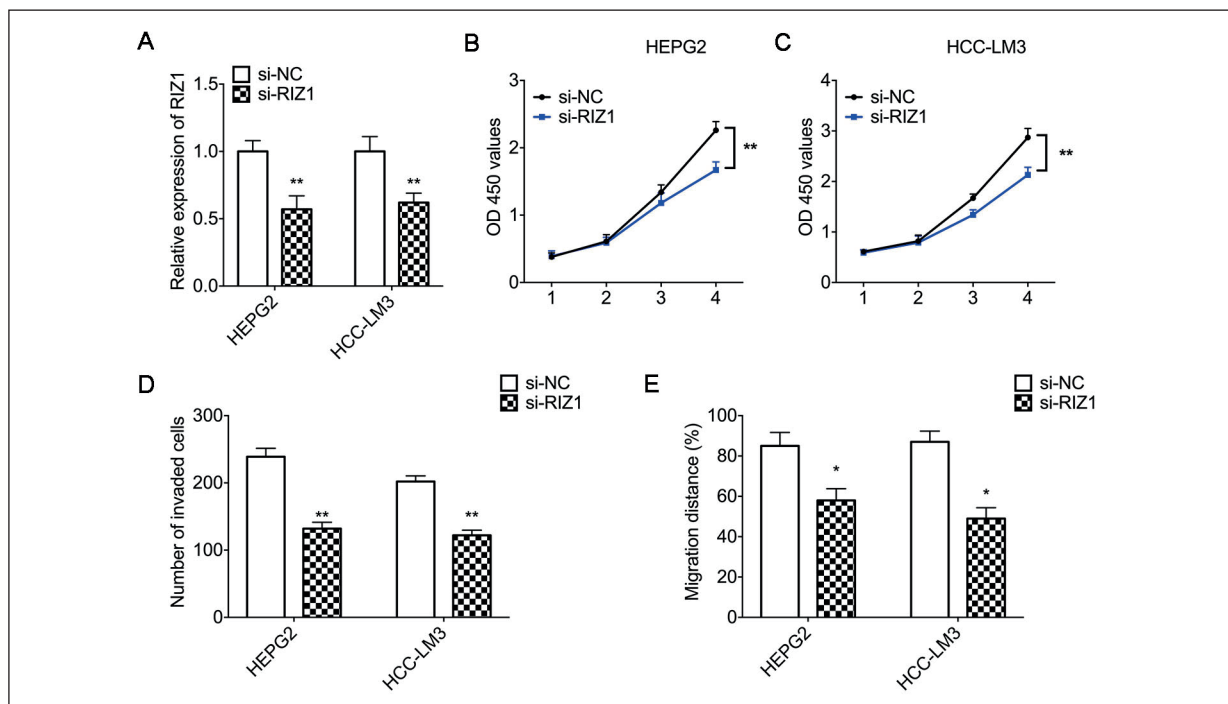 A
si-NC
si-RIZ1
Relative expression of RIZ1
1.5
1.0
0.5
0.0
**
**
HEPG2
HCC-LM3
B
HEPG2
si-NC
si-RIZ1
OD 450 values
3
2
1
0
**
1 2 3 4
C
HCC-LM3
si-NC
si-RIZ1
OD 450 values
4
3
2
1
0
**
1 2 3 4
D
si-NC
si-RIZ1
Number of invaded cells
300
200
100
0
**
**
HEPG2
HCC-LM3
E
si-NC
si-RIZ1
Migration distance (%)
100
80
60
40
20
0
*
*
HEPG2
HCC-LM3